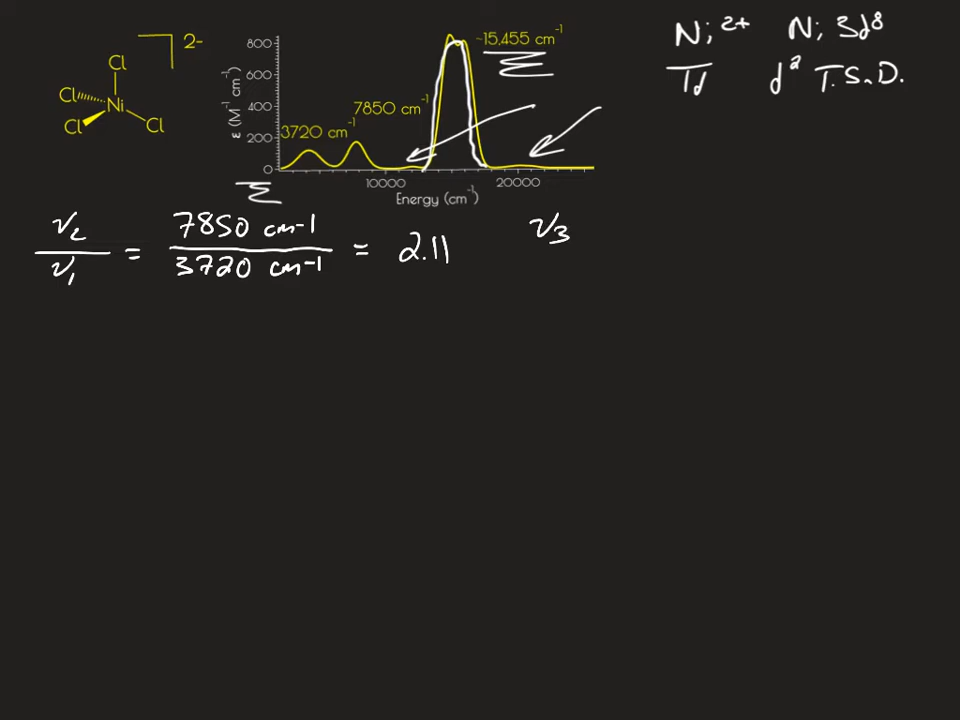 2-
Cl
Cl
Ni
Cl
Cl
800
600
400
200
0
ε (M⁻¹ cm⁻¹)
3720 cm⁻¹
7850 cm⁻¹
~15,455 cm⁻¹
10000
20000
Energy (cm⁻¹)
Ni²⁺ Ni 3d8
Td d² T.S.D.
ν₂
ν₁
=
7850 cm-1
3720 cm-1
= 2.11
ν₃